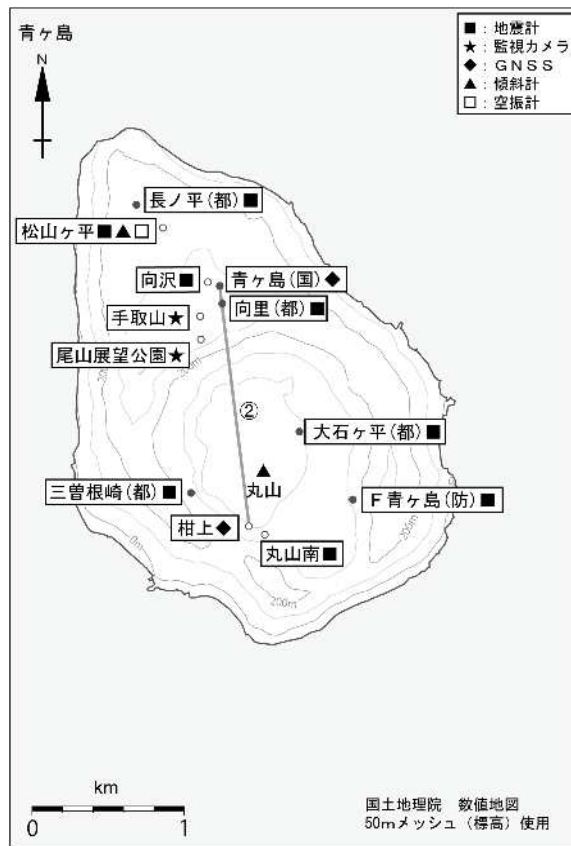 青ヶ島
■：地震計
★：監視カメラ
◆：ＧＮＳＳ
▲：傾斜計
□：空振計
N
長ノ平(都)■
松山ヶ平■▲□
向沢■
青ヶ島(国)◆
向里(都)■
手取山★
尾山展望公園★
200m
②
大石ヶ平(都)■
丸山
三曽根崎(都)■
Ｆ青ヶ島(防)■
柑上◆
丸山南■
0m
200m
200m
km
0 1
国土地理院　数値地図
50mメッシュ（標高）使用